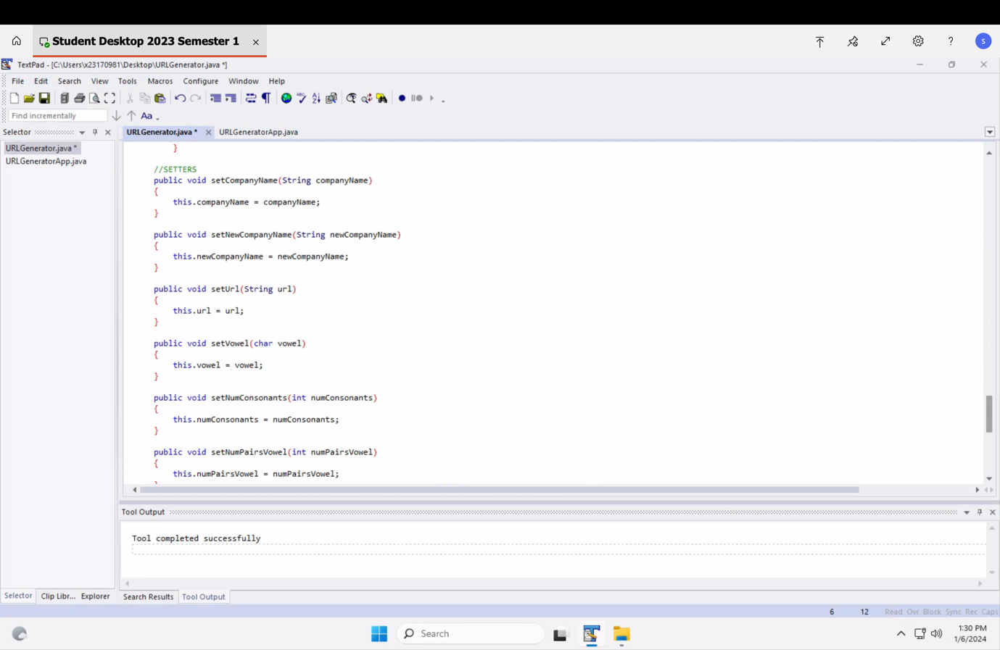 Student Desktop 2023 Semester 1
? S
TextPad - [C:\Users\x23170981\Desktop\URLGenerator.java *]
File Edit Search View Tools Macros Configure Window Help
Find incrementally Aa
Selector
URLGenerator.java * URLGeneratorApp.java
URLGenerator.java *
URLGeneratorApp.java
}
//SETTERS
public void setCompanyName(String companyName)
{
this.companyName = companyName;
}
public void setNewCompanyName(String newCompanyName)
{
this.newCompanyName = newCompanyName;
}
public void setUrl(String url)
{
this.url = url;
}
public void setVowel(char vowel)
{
this.vowel = vowel;
}
public void setNumConsonants(int numConsonants)
{
this.numConsonants = numConsonants;
}
public void setNumPairsVowel(int numPairsVowel)
{
this.numPairsVowel = numPairsVowel;
}
Tool Output
Tool completed successfully
Selector Clip Libr... Explorer Search Results Tool Output
6 12 Read Ovr Block Sync Rec Caps
Search
1:30 PM
1/6/2024